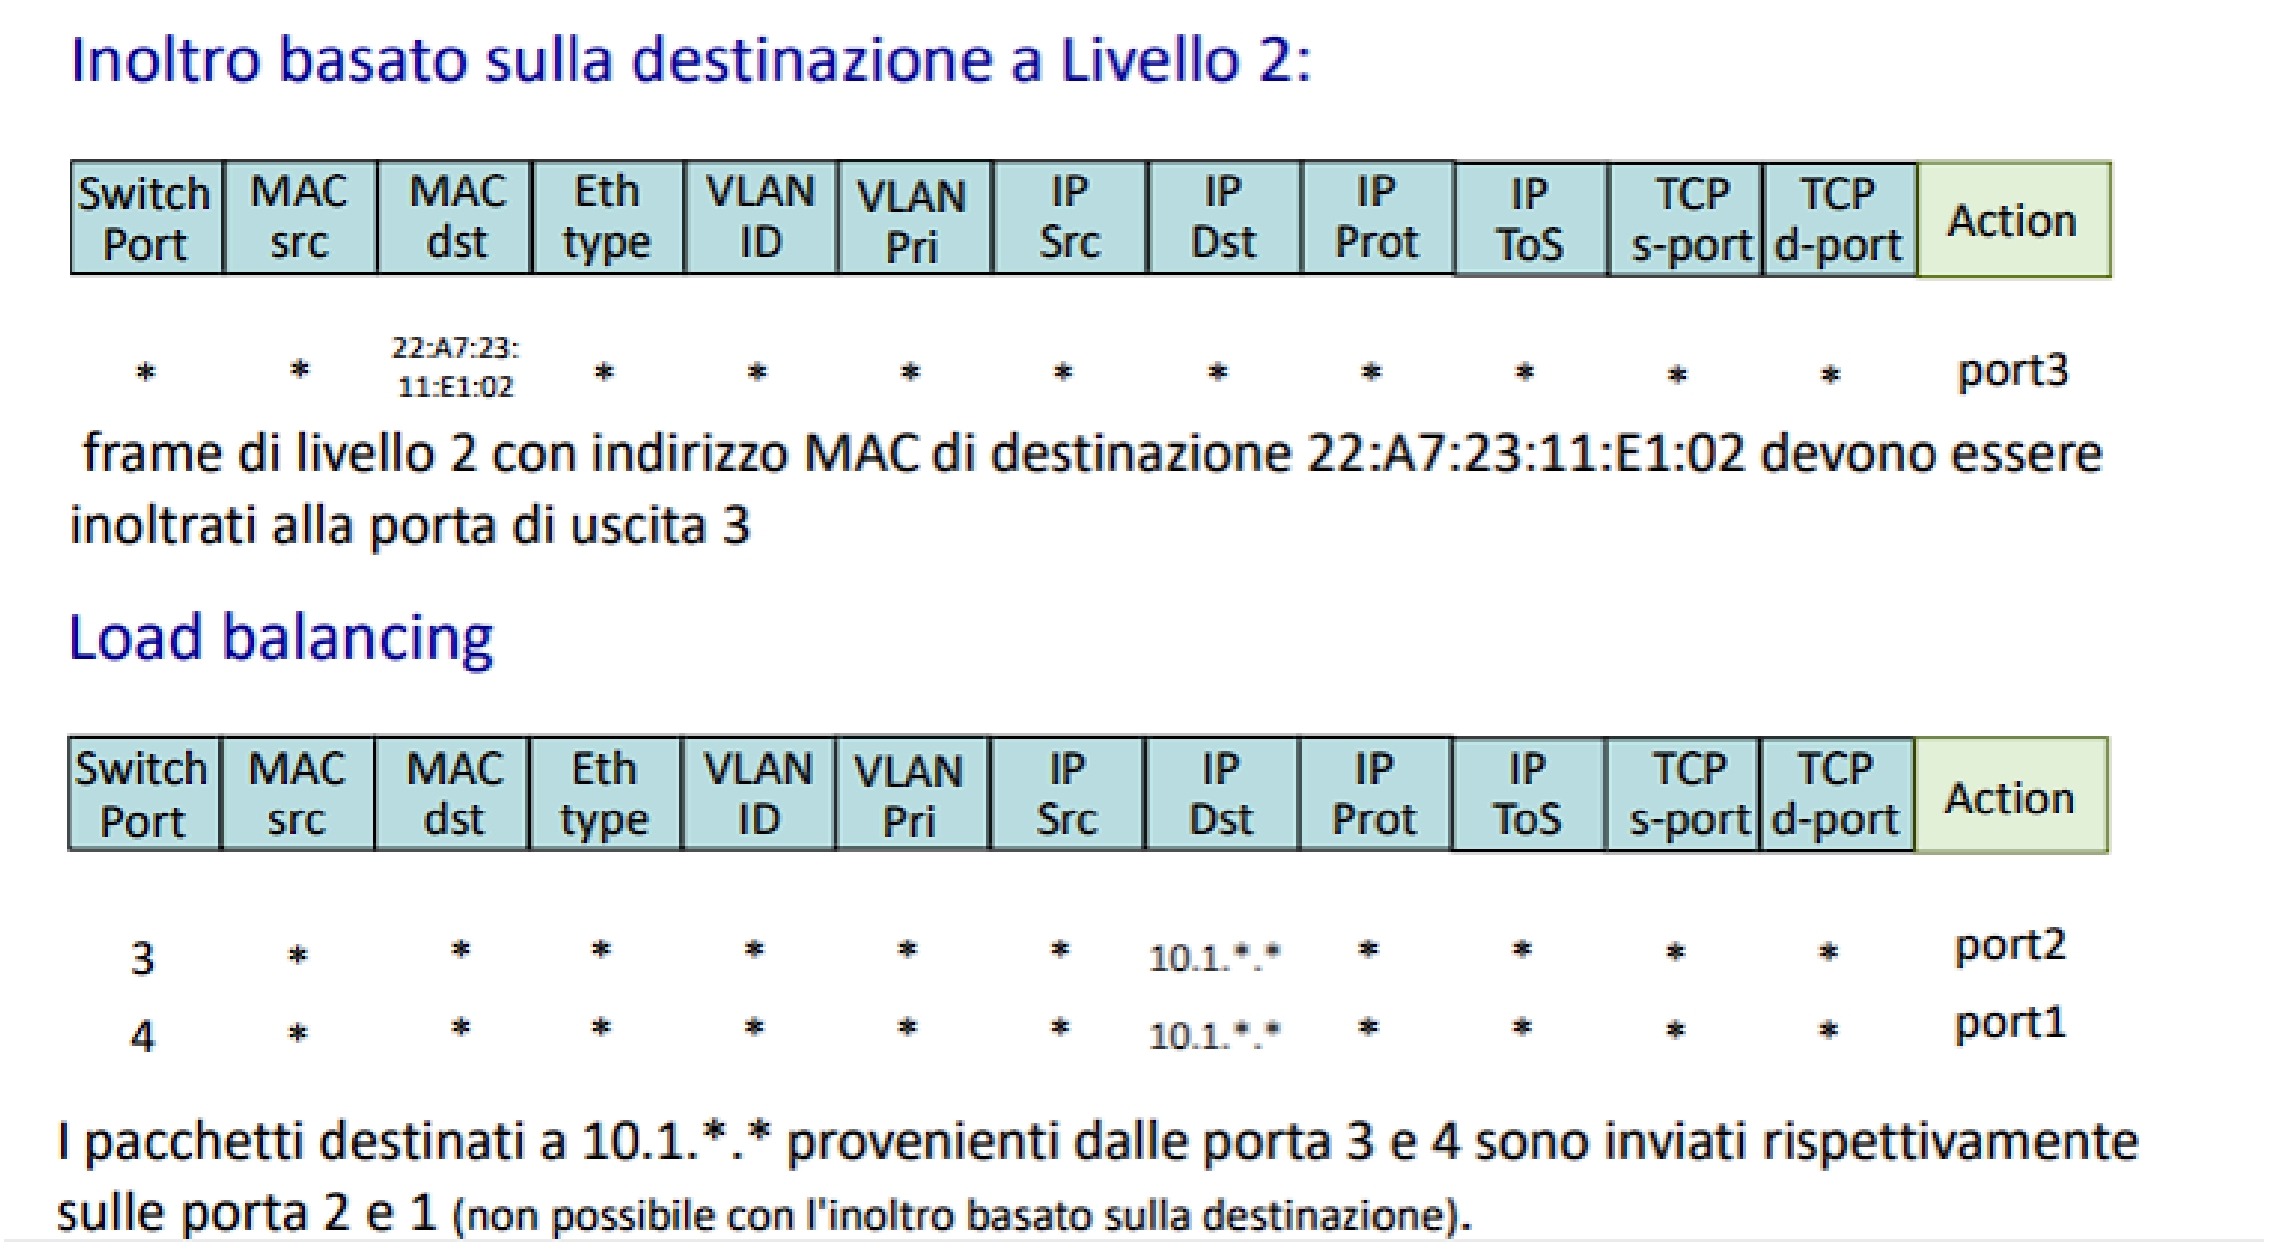 Inoltro basato sulla destinazione a Livello 2:
Switch Port MAC src MAC dst Eth type VLAN ID VLAN Pri IP Src IP Dst IP Prot IP ToS TCP s-port TCP d-port Action
* * 22:A7:23:11:E1:02 * * * * * * * * * port3
frame di livello 2 con indirizzo MAC di destinazione 22:A7:23:11:E1:02 devono essere
inoltrati alla porta di uscita 3
Load balancing
Switch Port MAC src MAC dst Eth type VLAN ID VLAN Pri IP Src IP Dst IP Prot IP ToS TCP s-port TCP d-port Action
3 * * * * * * 10.1.*.* * * * * port2
4 * * * * * * 10.1.*.* * * * * port1
I pacchetti destinati a 10.1.*.* provenienti dalle porta 3 e 4 sono inviati rispettivamente
sulle porta 2 e 1 (non possibile con l'inoltro basato sulla destinazione).